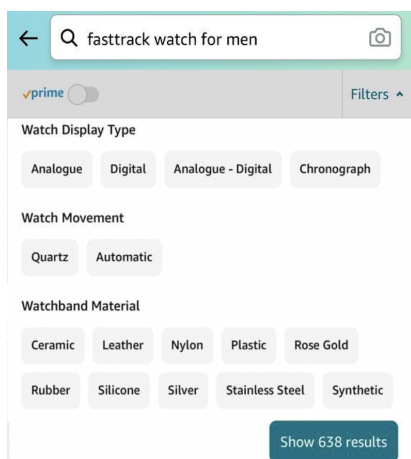 fasttrack watch for men
prime
Filters
Watch Display Type
Analogue Digital Analogue - Digital Chronograph
Watch Movement
Quartz Automatic
Watchband Material
Ceramic Leather Nylon Plastic Rose Gold
Rubber Silicone Silver Stainless Steel Synthetic
Show 638 results